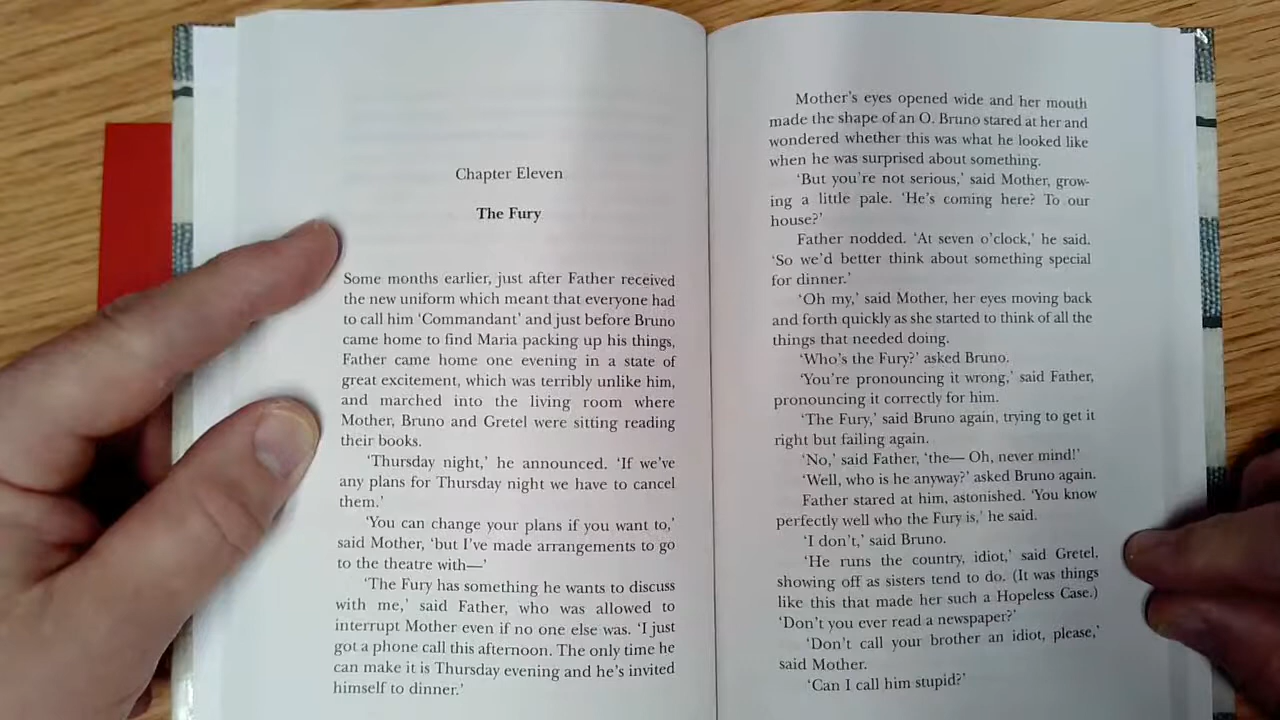 Chapter Eleven
The Fury
Some months earlier, just after Father received
the new uniform which meant that everyone had
to call him ‘Commandant’ and just before Bruno
came home to find Maria packing up his things,
Father came home one evening in a state of
great excitement, which was terribly unlike him,
and marched into the living room where
Mother, Bruno and Gretel were sitting reading
their books.
‘Thursday night,’ he announced. ‘If we’ve
any plans for Thursday night we have to cancel
them.’
‘You can change your plans if you want to,’
said Mother, ‘but I’ve made arrangements to go
to the theatre with—’
‘The Fury has something he wants to discuss
with me,’ said Father, who was allowed to
interrupt Mother even if no one else was. ‘I just
got a phone call this afternoon. The only time he
can make it is Thursday evening and he’s invited
himself to dinner.’
Mother’s eyes opened wide and her mouth
made the shape of an O. Bruno stared at her and
wondered whether this was what he looked like
when he was surprised about something.
‘But you’re not serious,’ said Mother, grow-
ing a little pale. ‘He’s coming here? To our
house?’
Father nodded. ‘At seven o’clock,’ he said.
‘So we’d better think about something special
for dinner.’
‘Oh my,’ said Mother, her eyes moving back
and forth quickly as she started to think of all the
things that needed doing.
‘Who’s the Fury?’ asked Bruno.
‘You’re pronouncing it wrong,’ said Father,
pronouncing it correctly for him.
‘The Fury,’ said Bruno again, trying to get it
right but failing again.
‘No,’ said Father, ‘the— Oh, never mind!’
‘Well, who is he anyway?’ asked Bruno again.
Father stared at him, astonished. ‘You know
perfectly well who the Fury is,’ he said.
‘I don’t,’ said Bruno.
‘He runs the country, idiot,’ said Gretel,
showing off as sisters tend to do. (It was things
like this that made her such a Hopeless Case.)
‘Don’t you ever read a newspaper?’
‘Don’t call your brother an idiot, please,’
said Mother.
‘Can I call him stupid?’